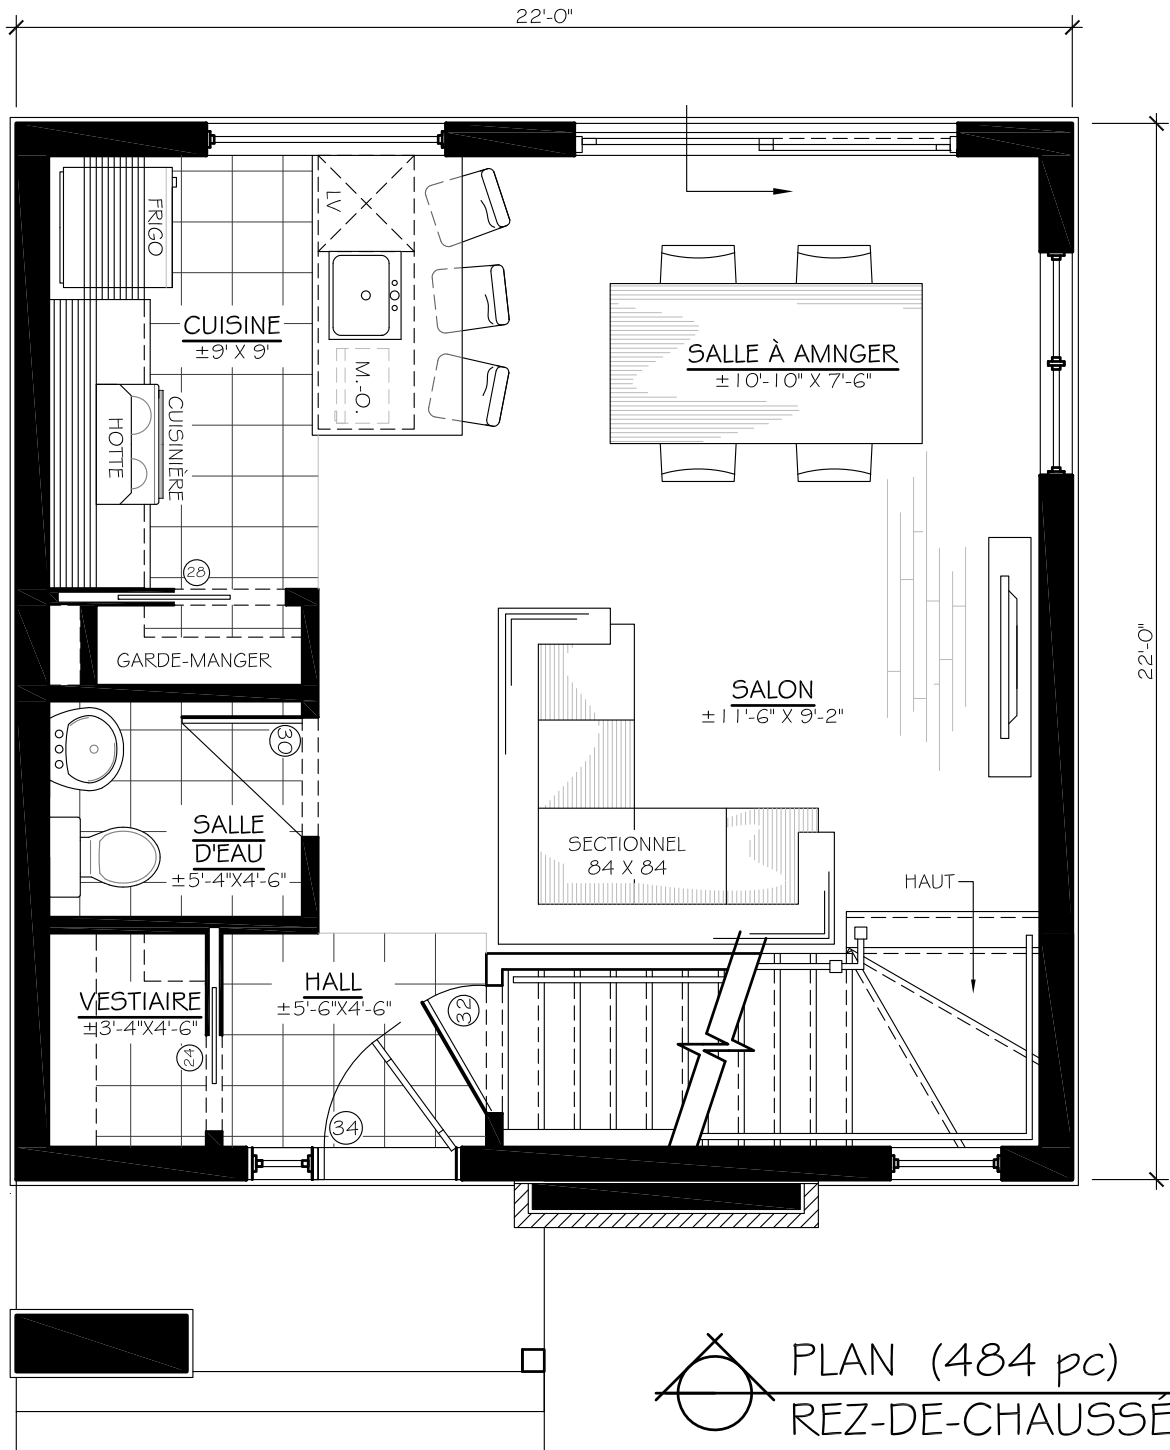 22'-0"
FRIGO
LV
CUISINE
±9' X 9'
SALLE À AMNGER
±10'-10" X 7'-6"
M.-O.
HOTTE
CUISINIÈRE
28
GARDE-MANGER
22'-0"
SALON
±11'-6" X 9'-2"
30
SALLE
D'EAU
±5'-4"X4'-6"
SECTIONNEL
84 X 84
HAUT
HALL
±5'-6"X4'-6"
VESTIAIRE
±3'-4"X4'-6"
32
24
34
PLAN (484 pc)
REZ-DE-CHAUSSÉ